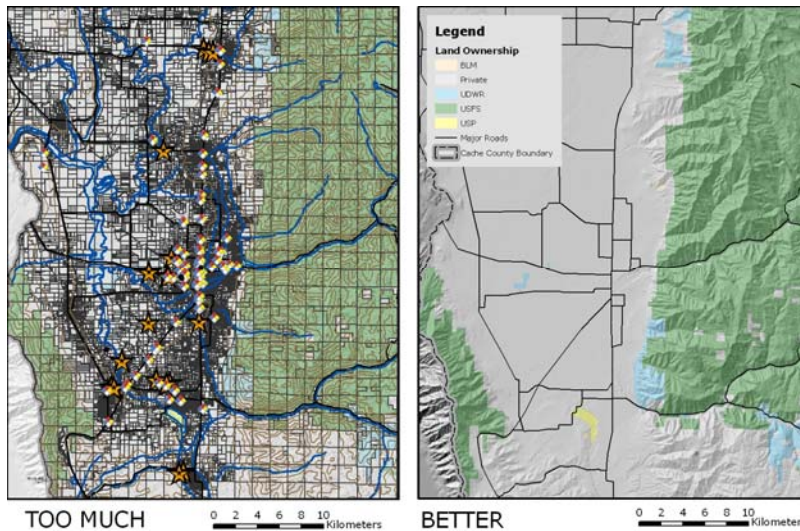 Legend
Land Ownership
BLM
Private
UDWR
USFS
USP
Major Roads
Cache County Boundary
TOO MUCH
0 2 4 6 8 10
Kilometers
BETTER
0 2 4 6 8 10
Kilometers